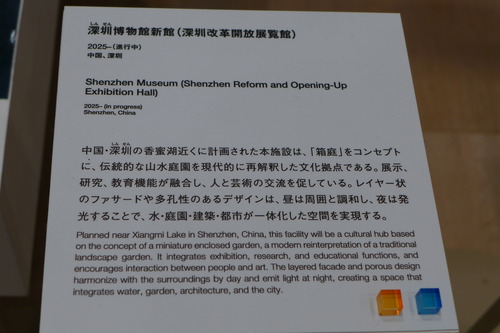 しん せん
深圳博物館新館（深圳改革開放展覧館）
2025–（進行中）
中国、深圳
Shenzhen Museum (Shenzhen Reform and Opening-Up
Exhibition Hall)
2025- (in progress)
Shenzhen, China
しんせん
中国・深圳の香蜜湖近くに計画された本施設は、「箱庭」をコンセプ
トに、伝統的な山水庭園を現代的に再解釈した文化拠点である。展示、
研究、教育機能が融合し、人と芸術の交流を促している。レイヤー状
のファサードや多孔性のあるデザインは、昼は周囲と調和し、夜は発
光することで、水・庭園・建築・都市が一体化した空間を実現する。
Planned near Xiangmi Lake in Shenzhen, China, this facility will be a cultural hub based
on the concept of a miniature enclosed garden, a modern reinterpretation of a traditional
landscape garden. It integrates exhibition, research, and educational functions, and
encourages interaction between people and art. The layered facade and porous design
harmonize with the surroundings by day and emit light at night, creating a space that
integrates water, garden, architecture, and the city.